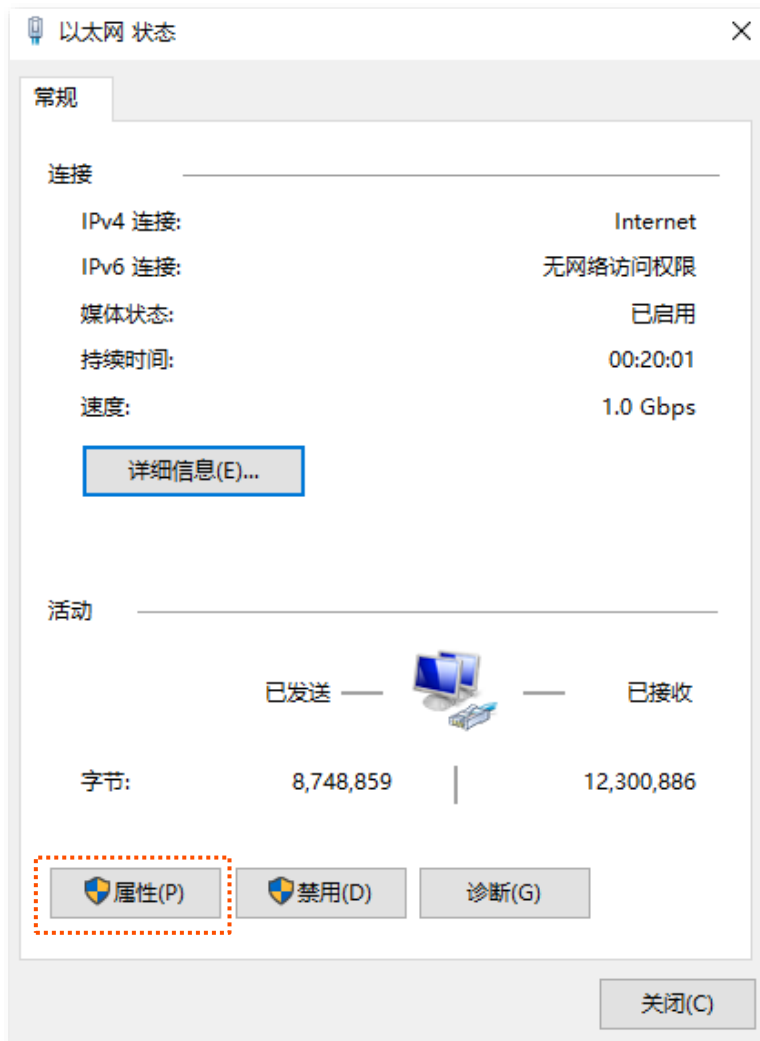 以太网 状态
常规
连接
IPv4 连接: Internet
IPv6 连接: 无网络访问权限
媒体状态: 已启用
持续时间: 00:20:01
速度: 1.0 Gbps
详细信息(E)...
活动
已发送 已接收
字节: 8,748,859 12,300,886
属性(P) 禁用(D) 诊断(G)
关闭(C)